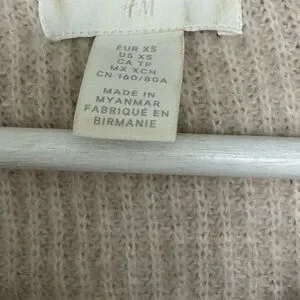 H&M
EUR XS
US XS
CA TP
MX XCH
CN 160/80A
MADE IN
MYANMAR
FABRIQUÉ EN
BIRMANIE